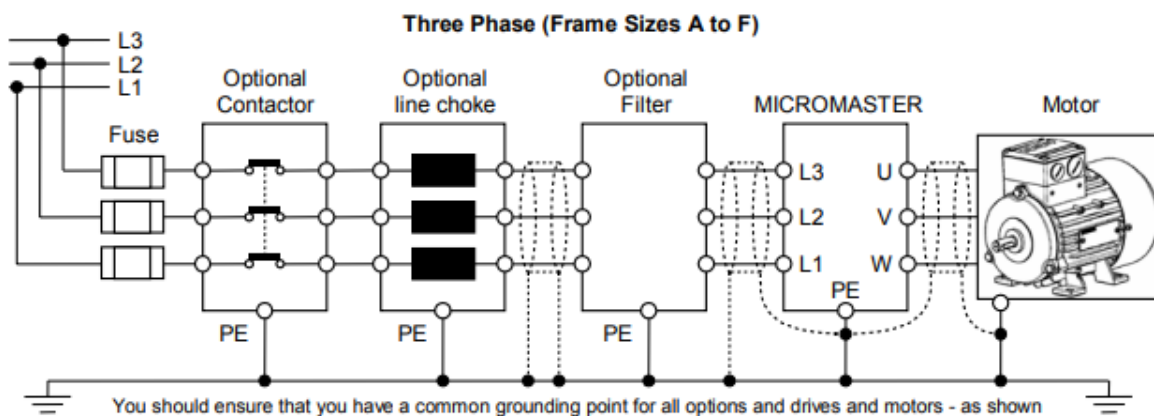 Three Phase (Frame Sizes A to F)
L3
L2
L1
Optional
Contactor
Optional
line choke
Optional
Filter
MICROMASTER
Motor
Fuse
L3
U
L2
V
L1
W
PE
PE
PE
PE
You should ensure that you have a common grounding point for all options and drives and motors - as shown